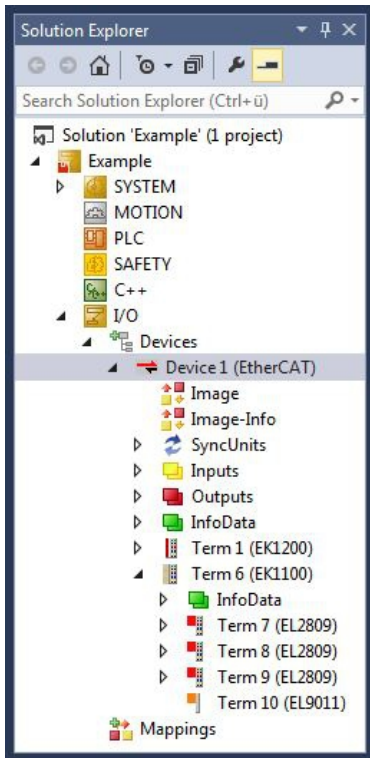 Solution Explorer
Search Solution Explorer (Ctrl+ü)
Solution 'Example' (1 project)
Example
SYSTEM
MOTION
PLC
SAFETY
C++
I/O
Devices
Device 1 (EtherCAT)
Image
Image-Info
SyncUnits
Inputs
Outputs
InfoData
Term 1 (EK1200)
Term 6 (EK1100)
InfoData
Term 7 (EL2809)
Term 8 (EL2809)
Term 9 (EL2809)
Term 10 (EL9011)
Mappings